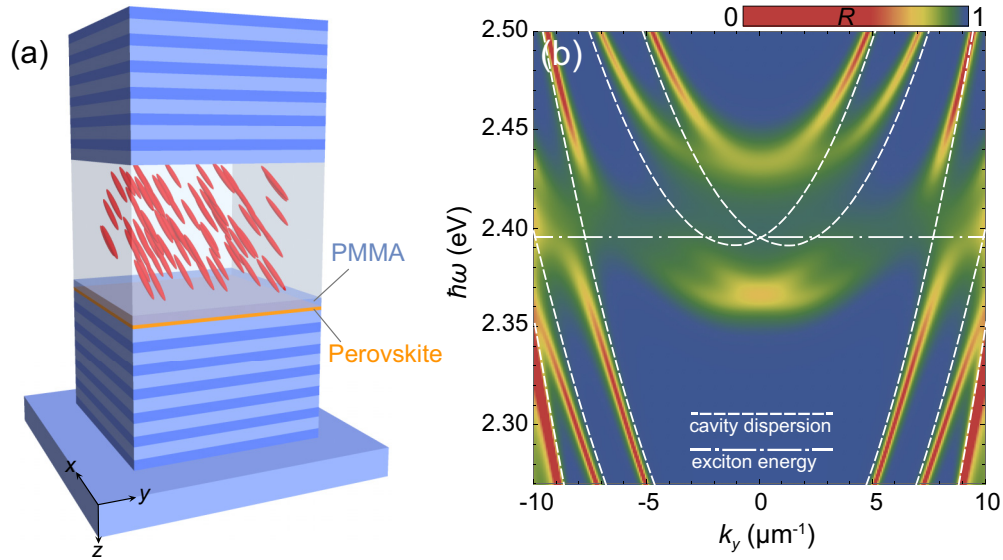 (a)
PMMA
Perovskite
x
y
z
(b)
0 R 1
2.50
2.45
2.40
2.35
2.30
ħω (eV)
cavity dispersion
exciton energy
-10 -5 0 5 10
k_y (µm⁻¹)